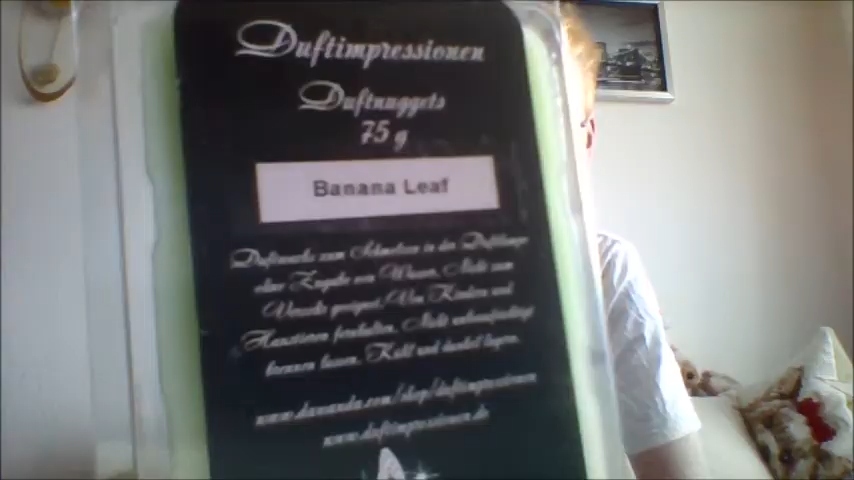 Duftimpressionen
Duftnuggets
75 g
Banana Leaf
Duftwachs zum Schmelzen in der Duftlampe
ohne Zugabe von Wasser. Nicht zum
Verzehr geeignet. Von Kindern und
Haustieren fernhalten. Nicht unbeaufsichtigt
brennen lassen. Kühl und dunkel lagern.
www.dawanda.com/shop/duftimpressionen
www.duftimpressionen.de